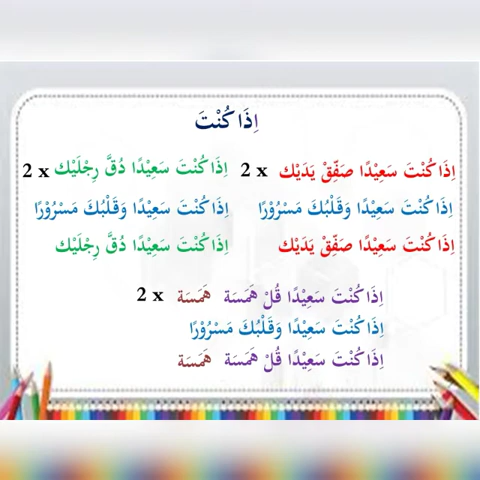 اِذَا كُنْتَ
اِذَا كُنْتَ سَعِيْدًا صَفِّقْ يَدَيْك 2 x
اِذَا كُنْتَ سَعِيْدًا وَقَلْبُكَ مَسْرُوْرًا
اِذَا كُنْتَ سَعِيْدًا صَفِّقْ يَدَيْك
اِذَا كُنْتَ سَعِيْدًا دُقَّ رِجْلَيْك 2 x
اِذَا كُنْتَ سَعِيْدًا وَقَلْبُكَ مَسْرُوْرًا
اِذَا كُنْتَ سَعِيْدًا دُقَّ رِجْلَيْك
اِذَا كُنْتَ سَعِيْدًا قُلْ هَمَسَة هَمَسَة 2 x
اِذَا كُنْتَ سَعِيْدًا وَقَلْبُكَ مَسْرُوْرًا
اِذَا كُنْتَ سَعِيْدًا قُلْ هَمَسَة هَمَسَة